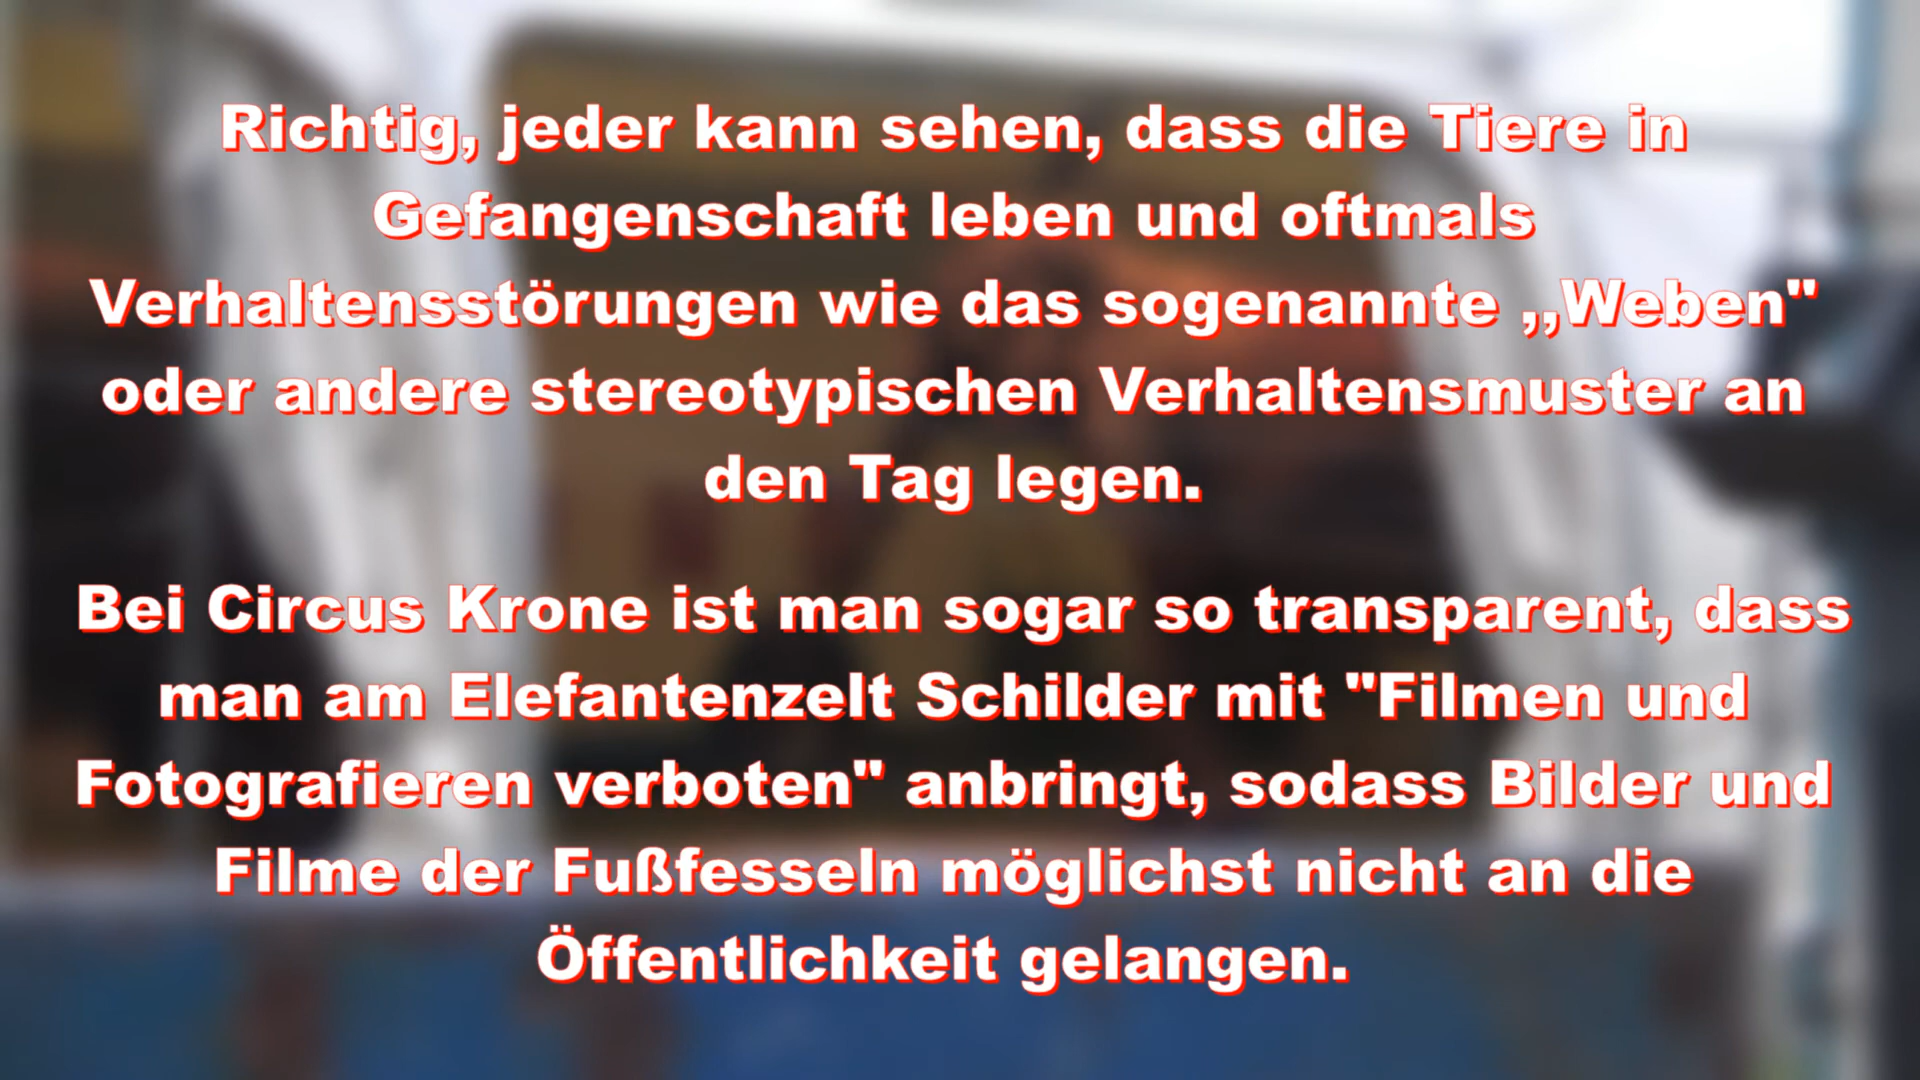 Richtig, jeder kann sehen, dass die Tiere in
Gefangenschaft leben und oftmals
Verhaltensstörungen wie das sogenannte ,,Weben"
oder andere stereotypischen Verhaltensmuster an
den Tag legen.
Bei Circus Krone ist man sogar so transparent, dass
man am Elefantenzelt Schilder mit "Filmen und
Fotografieren verboten" anbringt, sodass Bilder und
Filme der Fußfesseln möglichst nicht an die
Öffentlichkeit gelangen.